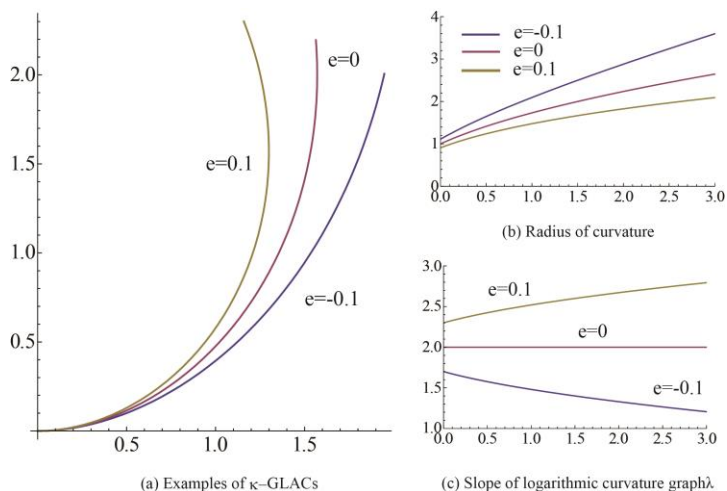 2.0
1.5
1.0
0.5
0.5
1.0
1.5
e=0
e=0.1
e=-0.1
(a) Examples of κ–GLACs
4
3
2
1
0
0.0
0.5
1.0
1.5
2.0
2.5
3.0
e=-0.1
e=0
e=0.1
(b) Radius of curvature
3.0
2.5
2.0
1.5
1.0
0.0
0.5
1.0
1.5
2.0
2.5
3.0
e=0.1
e=0
e=-0.1
(c) Slope of logarithmic curvature graphλ